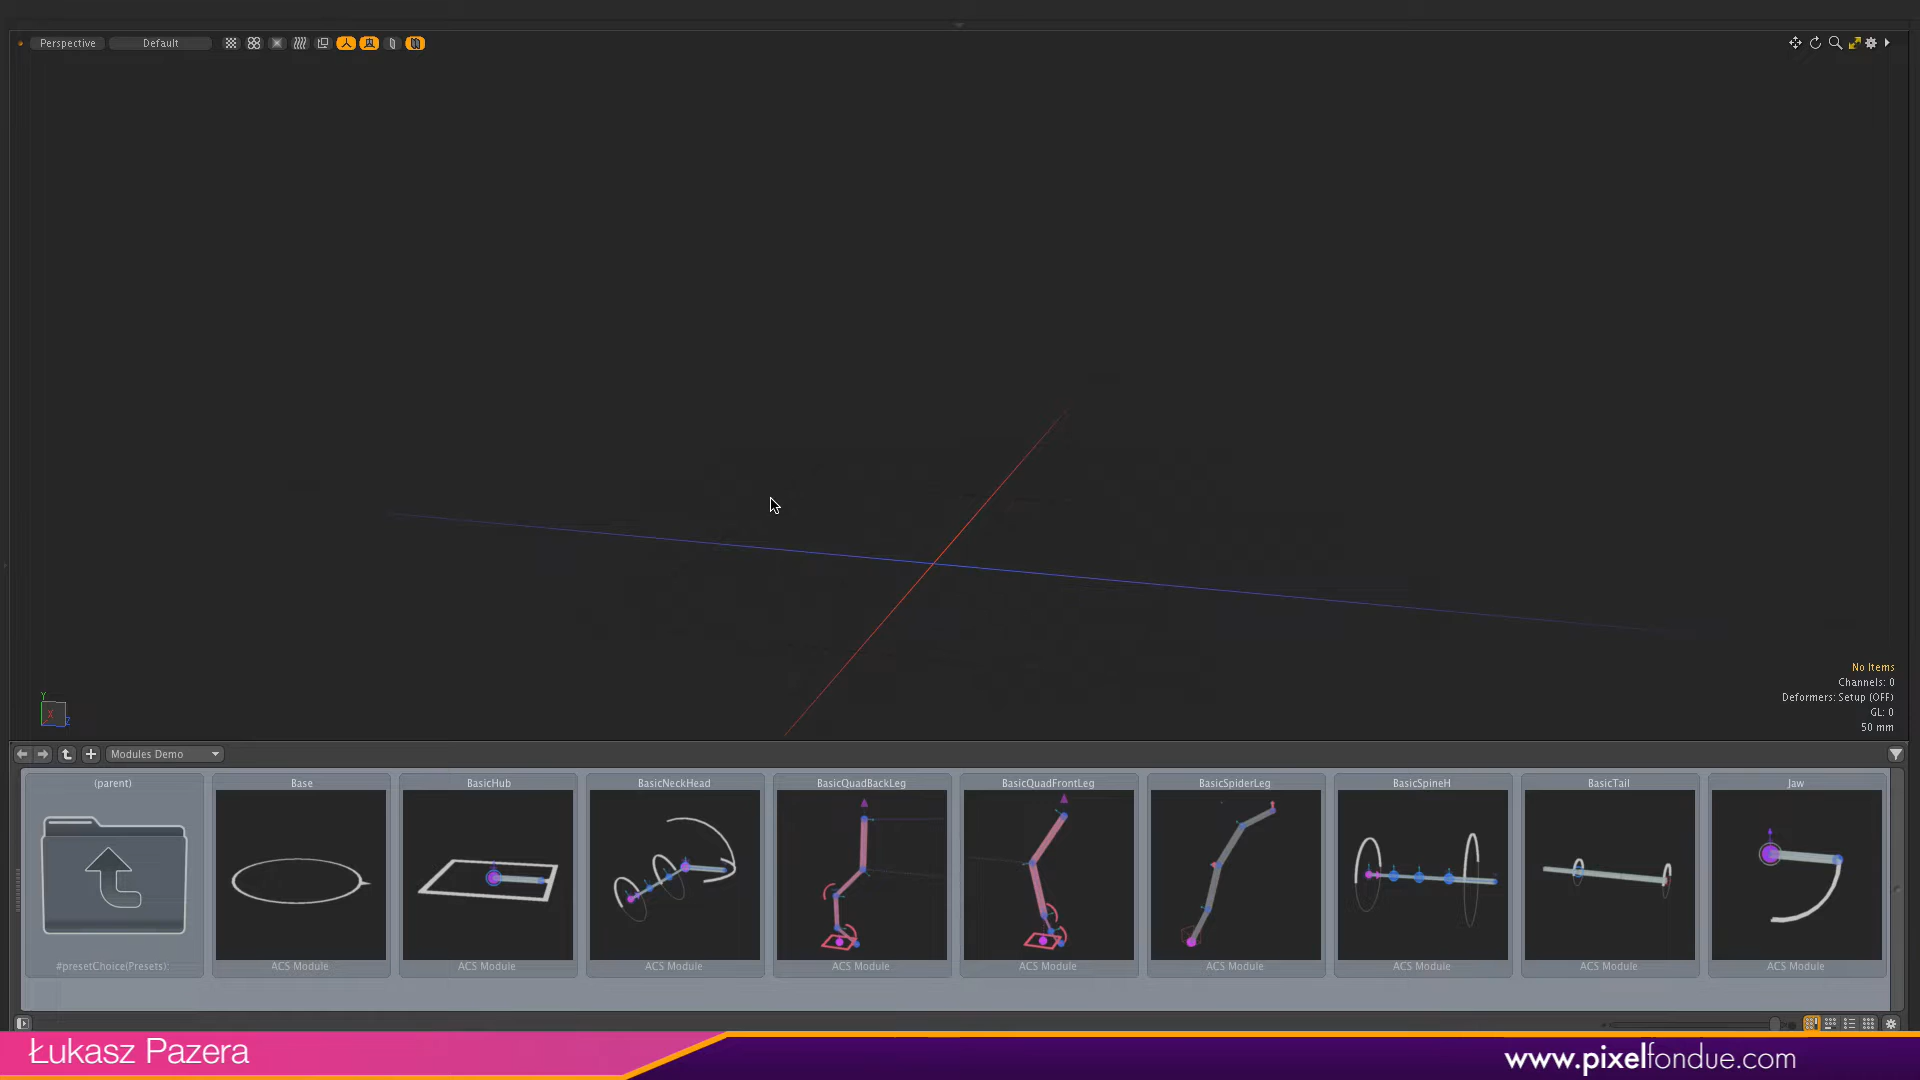 Perspective
Default
No Items
Channels: 0
Deformers: Setup (OFF)
GL: 0
50 mm
Y
X
Z
Modules Demo
(parent)
Base
BasicHub
BasicNeckHead
BasicQuadBackLeg
BasicQuadFrontLeg
BasicSpiderLeg
BasicSpineH
BasicTail
Jaw
#presetChoice(Presets):
ACS Module
ACS Module
ACS Module
ACS Module
ACS Module
ACS Module
ACS Module
ACS Module
ACS Module
Łukasz Pazera
www.pixelfondue.com